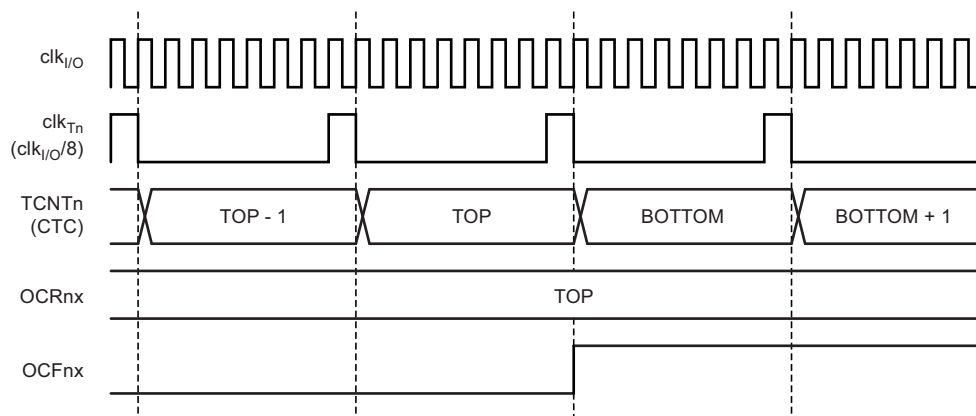 clkI/O
clkTn
(clkI/O/8)
TCNTn
(CTC)
TOP - 1
TOP
BOTTOM
BOTTOM + 1
OCRnx
TOP
OCFnx